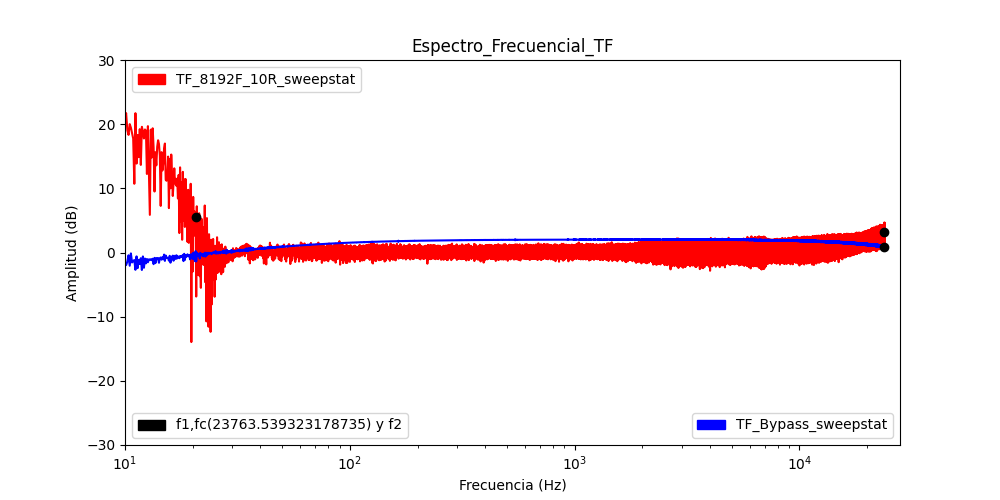 Espectro_Frecuencial_TF
30
20
10
0
−10
−20
−30
Amplitud (dB)
TF_8192F_10R_sweepstat
f1,fc(23763.539323178735) y f2
TF_Bypass_sweepstat
10¹
10²
10³
10⁴
Frecuencia (Hz)